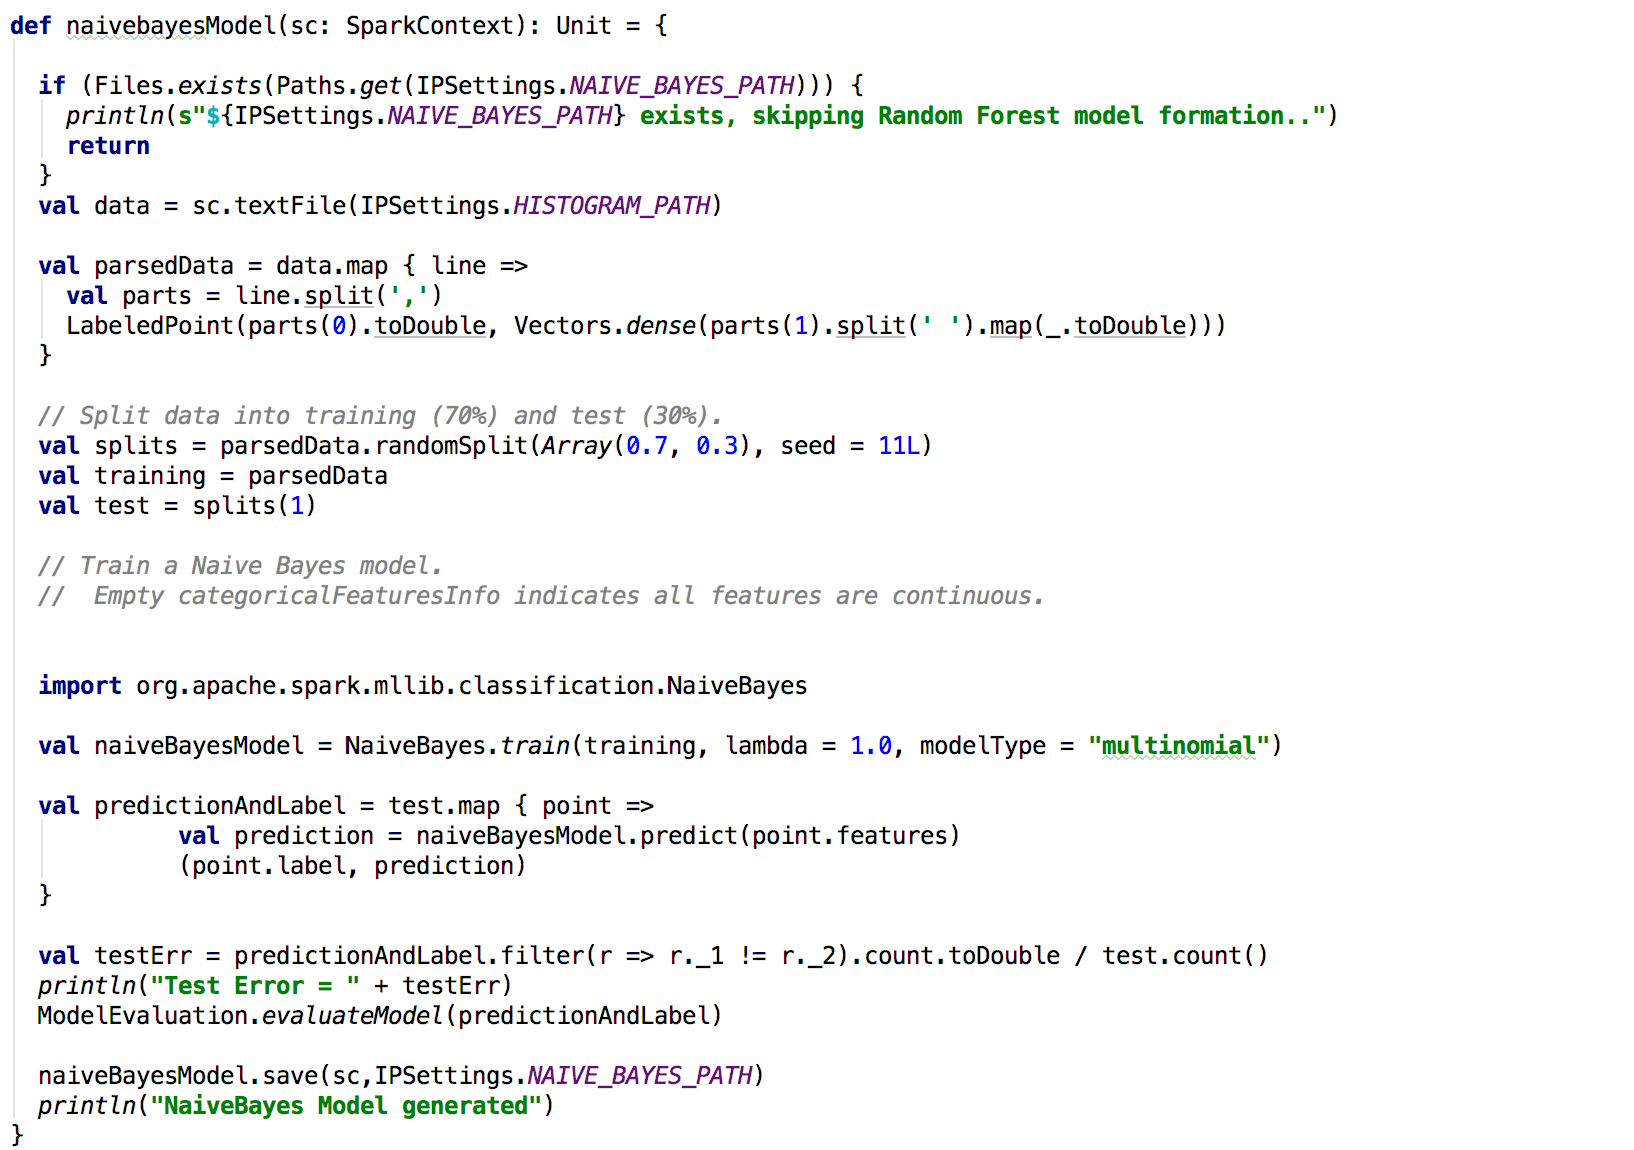 def naivebayesModel(sc: SparkContext): Unit = {
if (Files.exists(Paths.get(IPSettings.NAIVE_BAYES_PATH))) {
println(s"${IPSettings.NAIVE_BAYES_PATH} exists, skipping Random Forest model formation..")
return
}
val data = sc.textFile(IPSettings.HISTOGRAM_PATH)
val parsedData = data.map { line =>
val parts = line.split(',')
LabeledPoint(parts(0).toDouble, Vectors.dense(parts(1).split(' ').map(_.toDouble)))
}
// Split data into training (70%) and test (30%).
val splits = parsedData.randomSplit(Array(0.7, 0.3), seed = 11L)
val training = parsedData
val test = splits(1)
// Train a Naive Bayes model.
//  Empty categoricalFeaturesInfo indicates all features are continuous.
import org.apache.spark.mllib.classification.NaiveBayes
val naiveBayesModel = NaiveBayes.train(training, lambda = 1.0, modelType = "multinomial")
val predictionAndLabel = test.map { point =>
val prediction = naiveBayesModel.predict(point.features)
(point.label, prediction)
}
val testErr = predictionAndLabel.filter(r => r._1 != r._2).count.toDouble / test.count()
println("Test Error = " + testErr)
ModelEvaluation.evaluateModel(predictionAndLabel)
naiveBayesModel.save(sc,IPSettings.NAIVE_BAYES_PATH)
println("NaiveBayes Model generated")
}